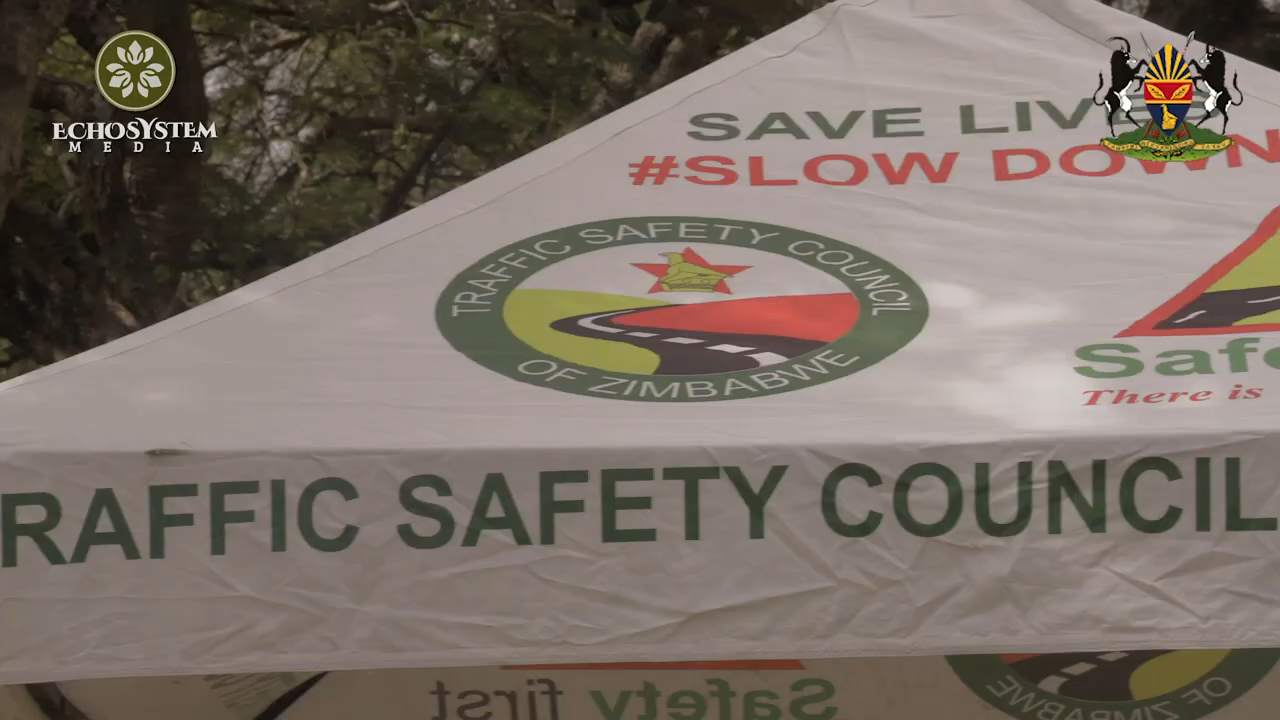 ECHOSYSTEM
MEDIA
SAVE LIVES
#SLOW DOWN
TRAFFIC SAFETY COUNCIL
OF ZIMBABWE
Safe
There is
RAFFIC SAFETY COUNCIL
Safety first
OF ZIMBABWE